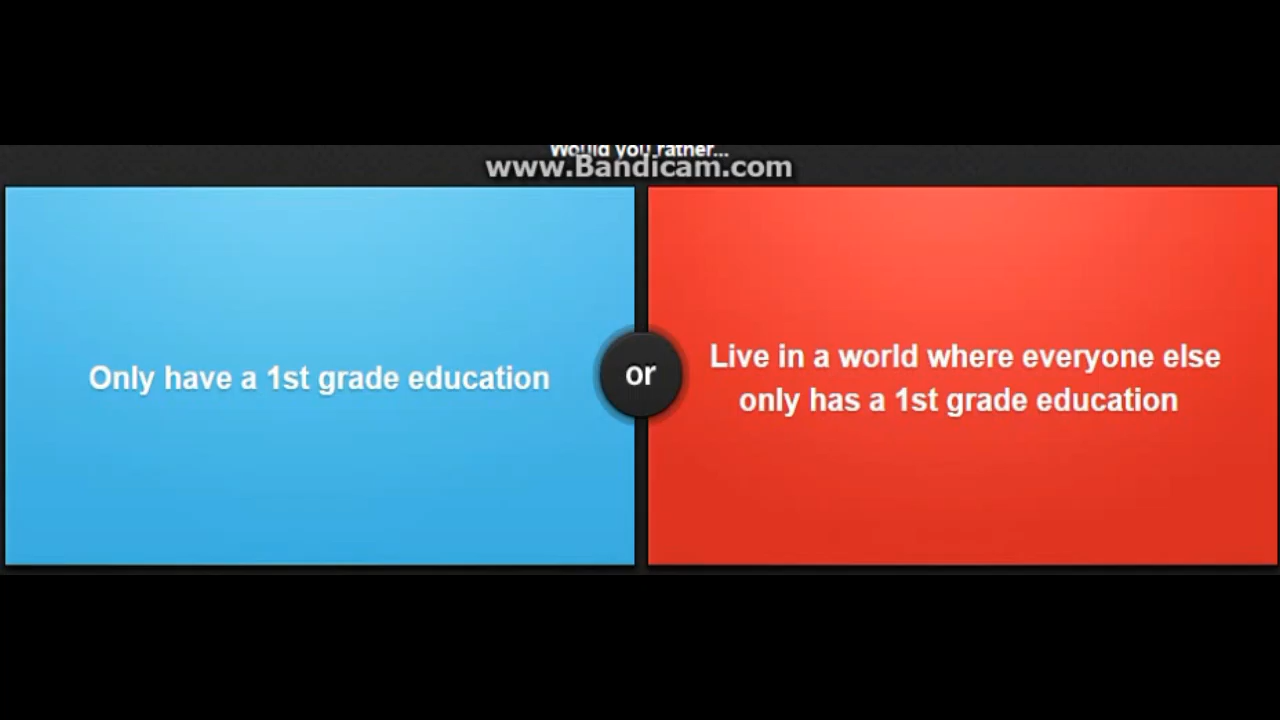 Would you rather...
www.Bandicam.com
Only have a 1st grade education
or
Live in a world where everyone else
only has a 1st grade education